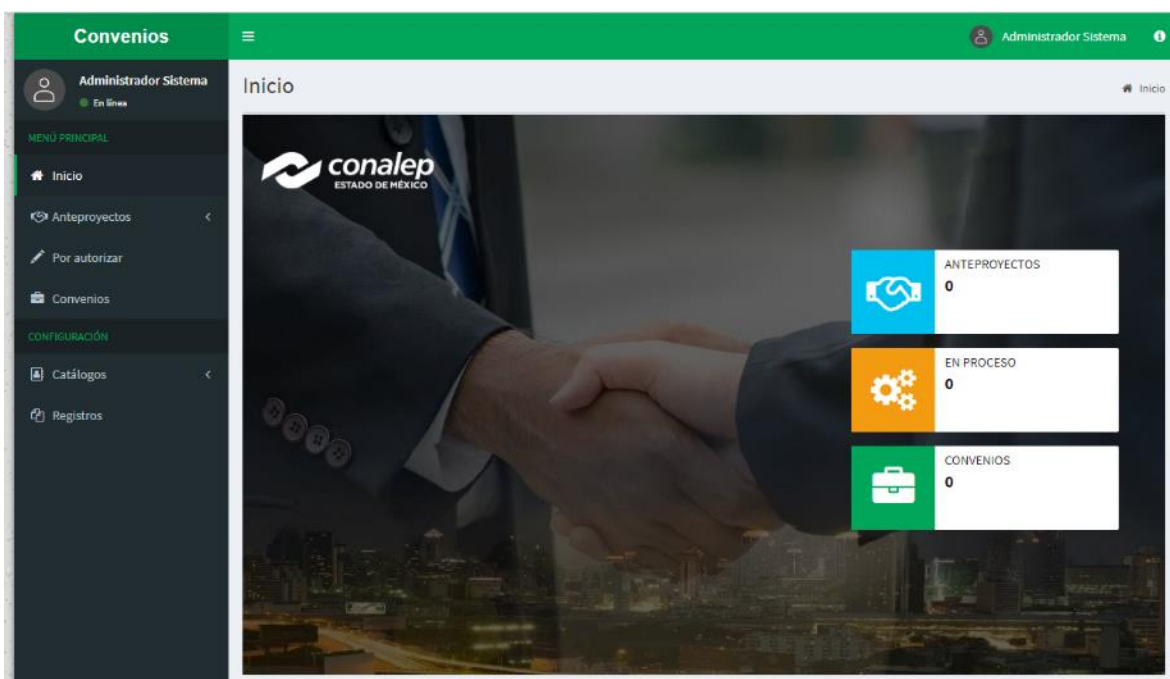 Convenios
Administrador Sistema
Inicio
Inicio
Administrador Sistema
En línea
MENÚ PRINCIPAL
Inicio
Anteproyectos
Por autorizar
Convenios
CONFIGURACIÓN
Catálogos
Registros
conalep
ESTADO DE MÉXICO
ANTEPROYECTOS
0
EN PROCESO
0
CONVENIOS
0